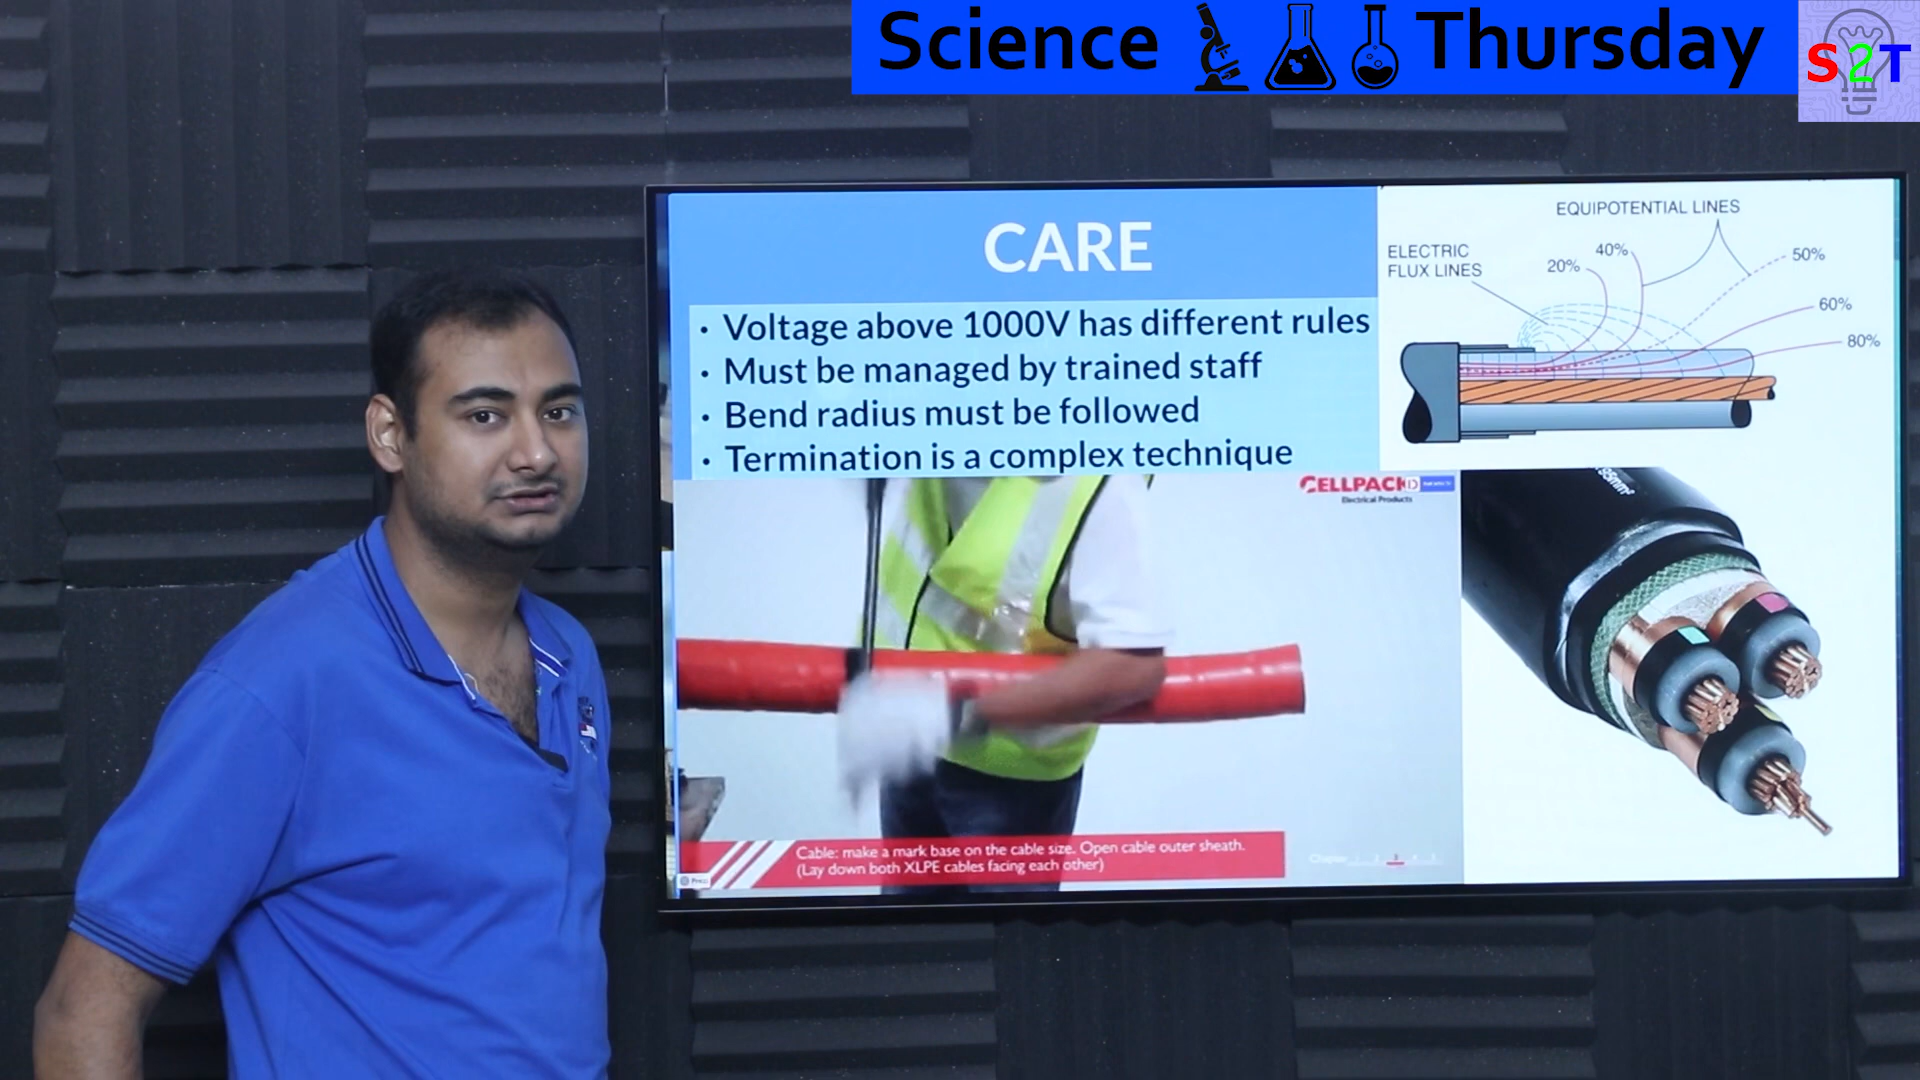 Science Thursday
S2T
CARE
• Voltage above 1000V has different rules
• Must be managed by trained staff
• Bend radius must be followed
• Termination is a complex technique
EQUIPOTENTIAL LINES
ELECTRIC
FLUX LINES
20%
40%
50%
60%
80%
CELLPACK
Electrical Products
95mm²
Cable: make a mark base on the cable size. Open cable outer sheath.
(Lay down both XLPE cables facing each other)
Prezi